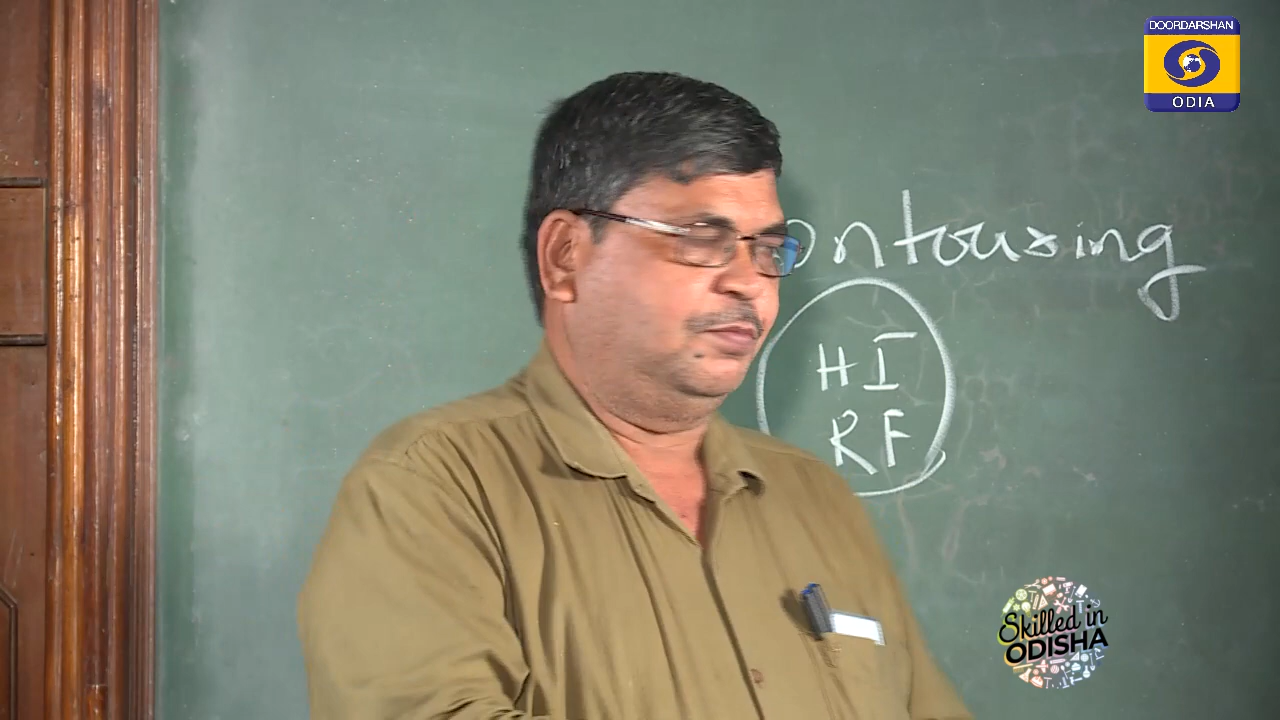 DOORDARSHAN
ODIA
ontouring
HI
RF
Skilled in
ODISHA